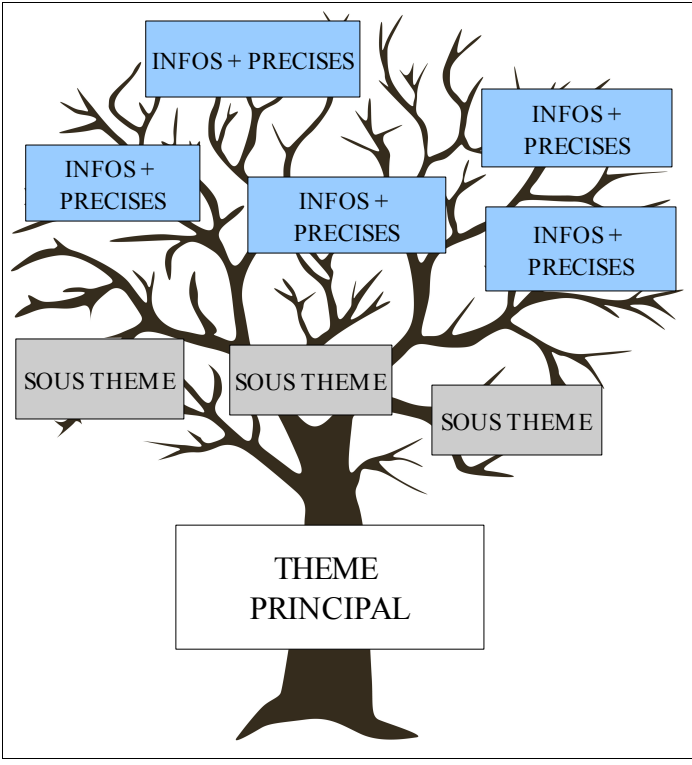 INFOS + PRECISES
INFOS +
PRECISES
INFOS +
PRECISES
INFOS +
PRECISES
INFOS +
PRECISES
SOUS THEME
SOUS THEME
SOUS THEME
THEME
PRINCIPAL